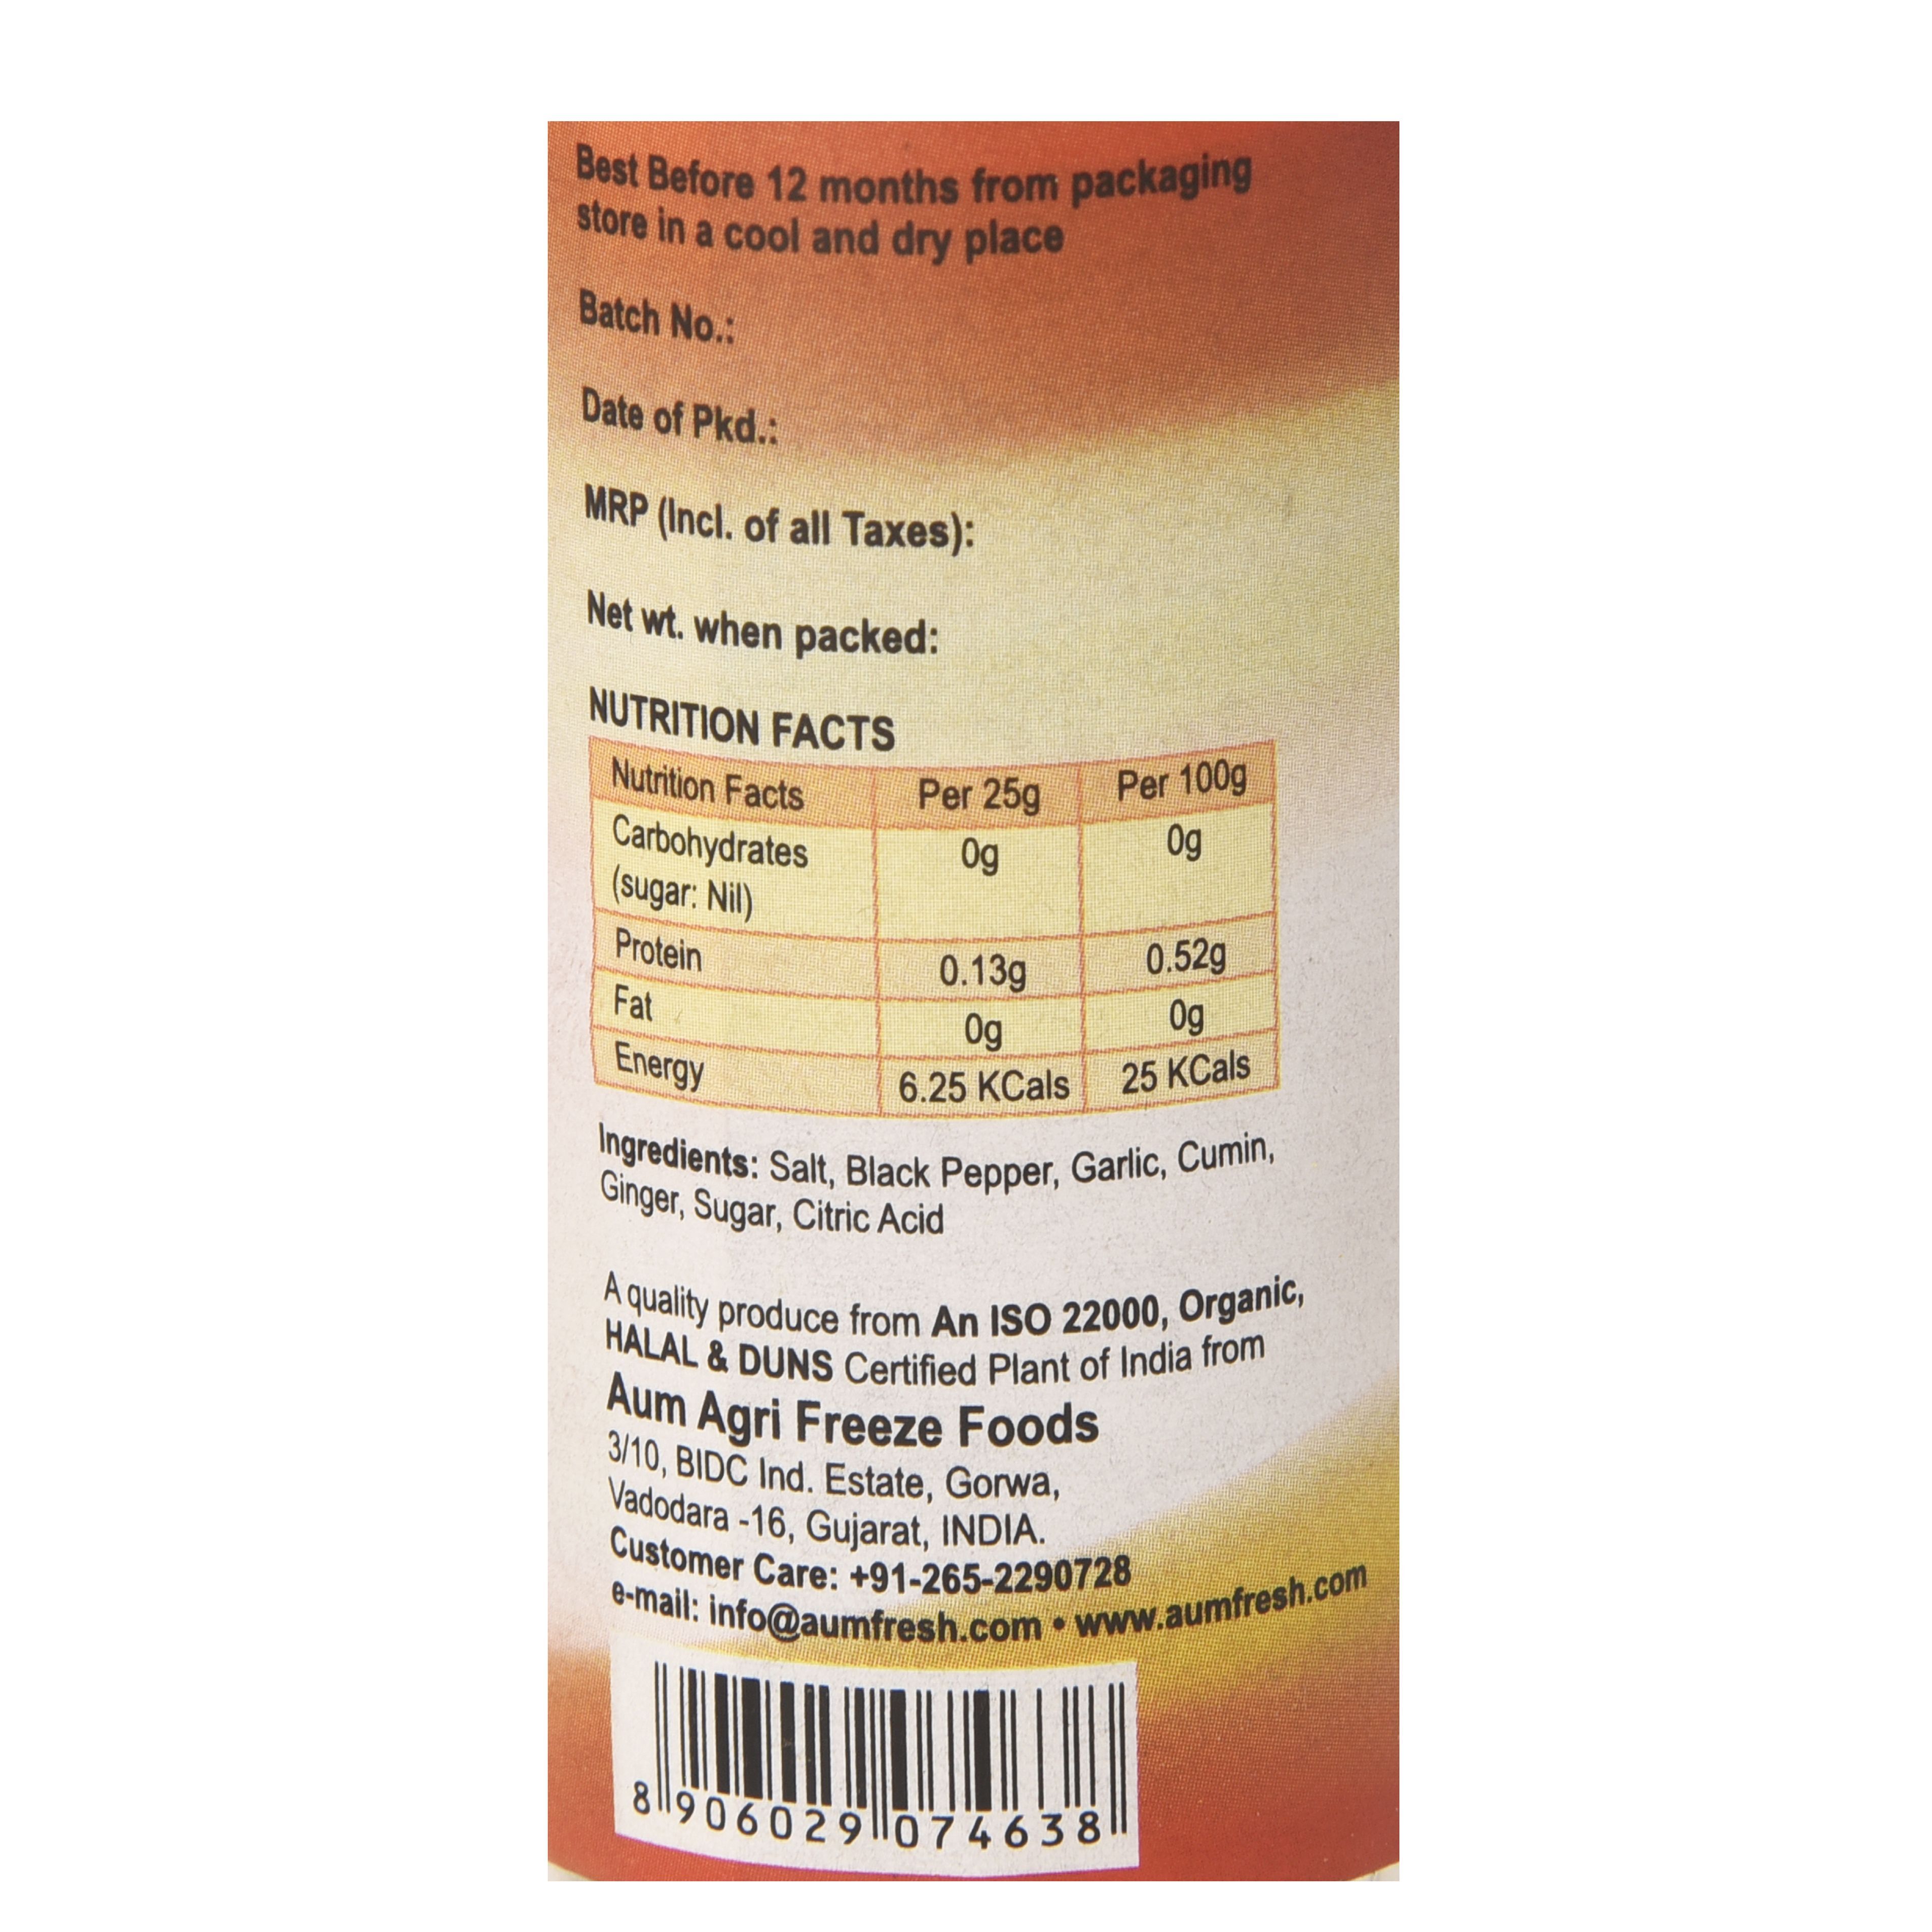 Best Before 12 months from packaging
store in a cool and dry place
Batch No.:
Date of Pkd.:
MRP (Incl. of all Taxes):
Net wt. when packed:
NUTRITION FACTS
Nutrition Facts Per 25g Per 100g
Carbohydrates 0g 0g
(sugar: Nil)
Protein 0.13g 0.52g
Fat 0g 0g
Energy 6.25 KCals 25 KCals
Ingredients: Salt, Black Pepper, Garlic, Cumin,
Ginger, Sugar, Citric Acid
A quality produce from An ISO 22000, Organic,
HALAL & DUNS Certified Plant of India from
Aum Agri Freeze Foods
3/10, BIDC Ind. Estate, Gorwa,
Vadodara -16, Gujarat, INDIA.
Customer Care: +91-265-2290728
e-mail: info@aumfresh.com • www.aumfresh.com
8 906029 074638